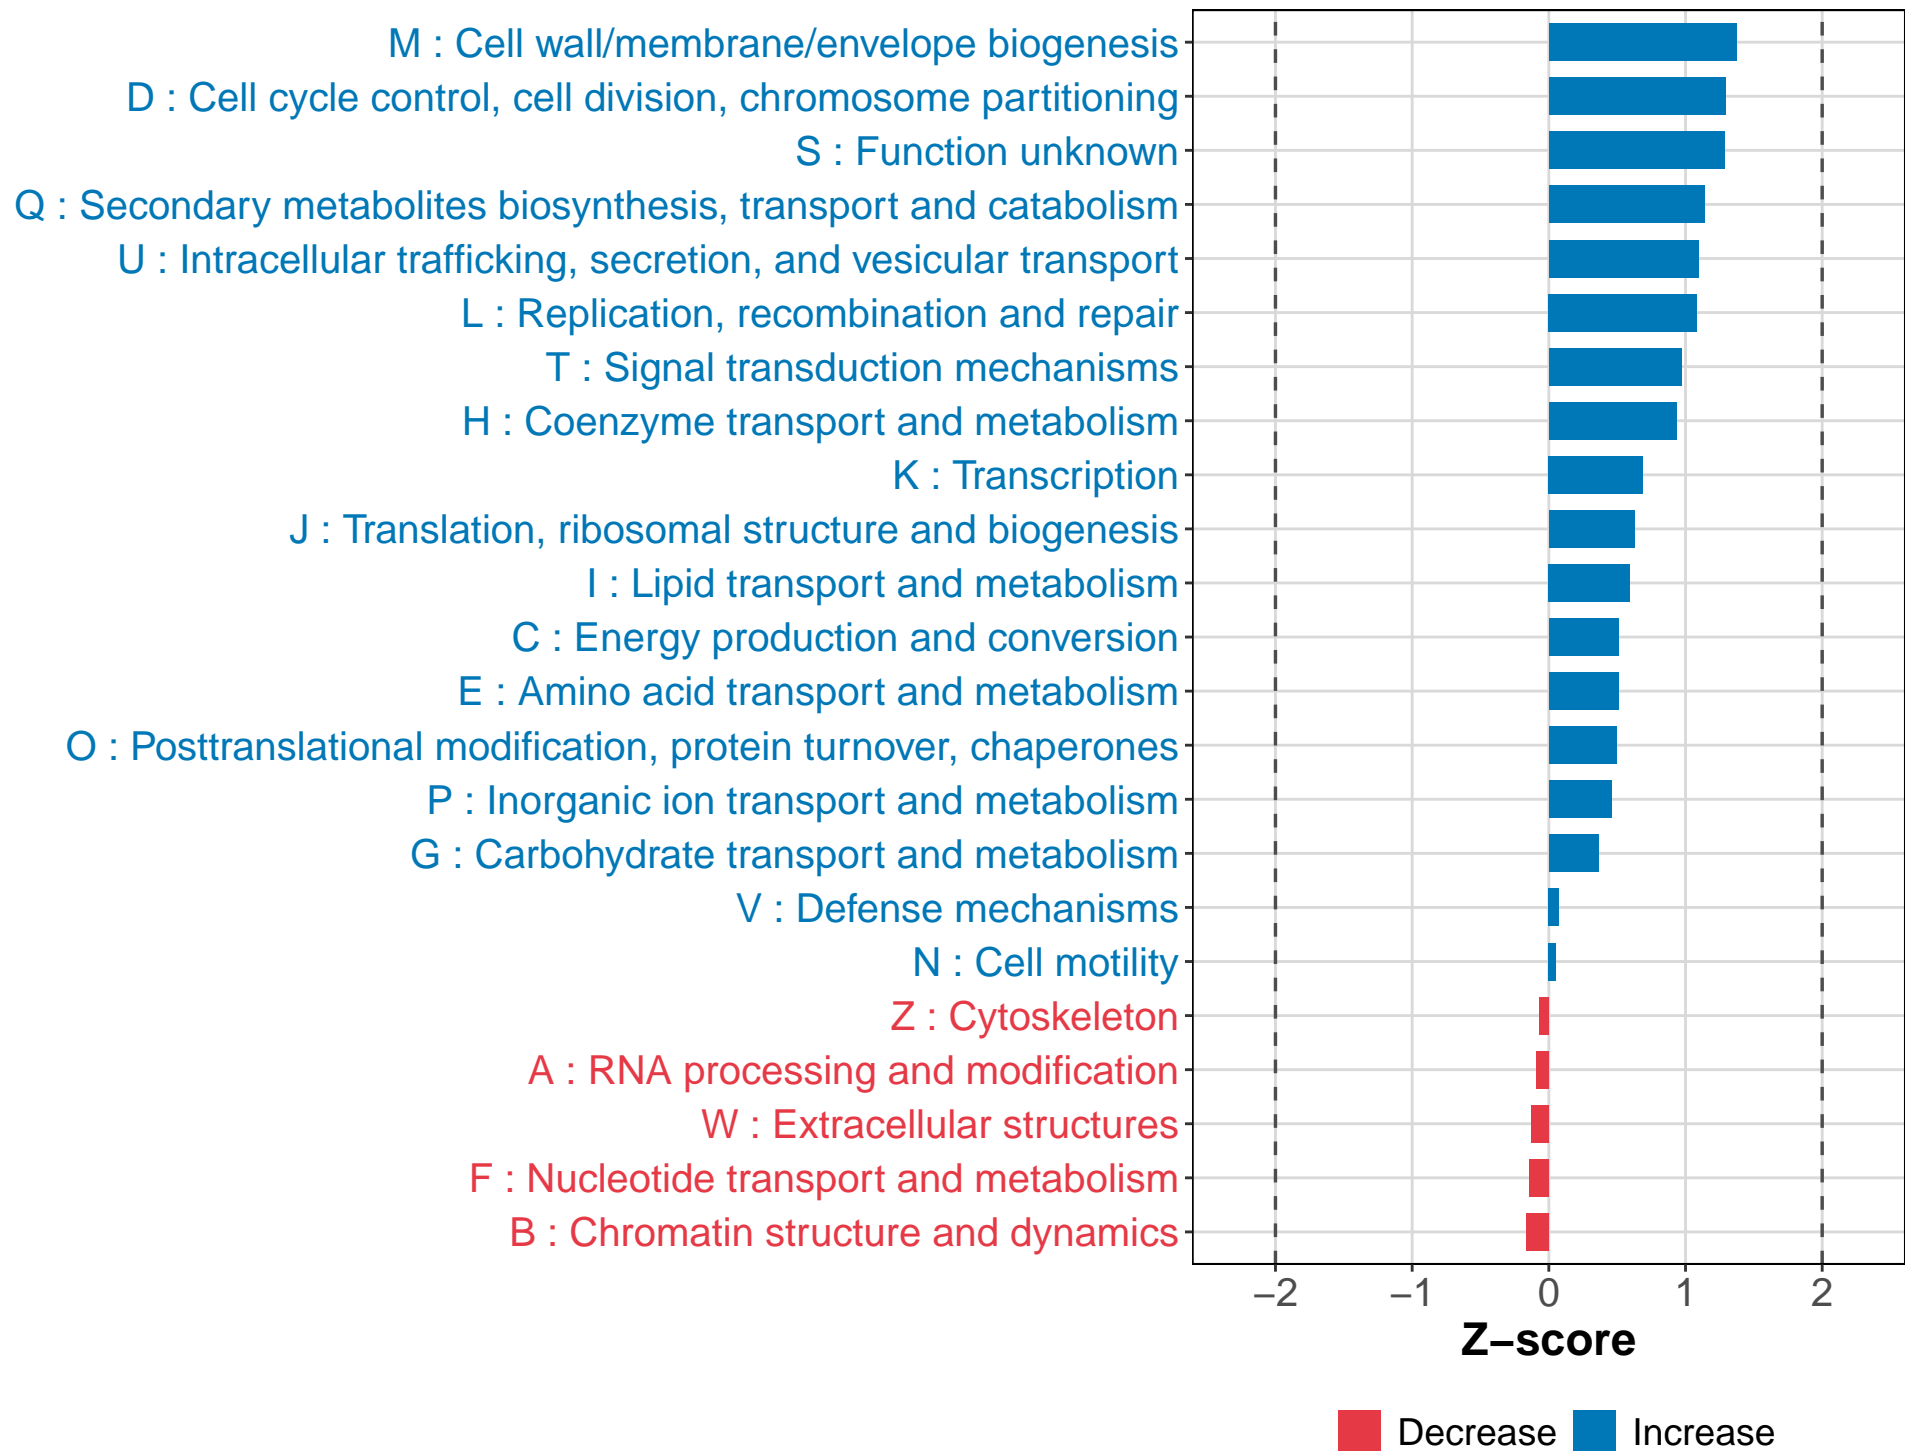 M : Cell wall/membrane/envelope biogenesis
D : Cell cycle control, cell division, chromosome partitioning
S : Function unknown
Q : Secondary metabolites biosynthesis, transport and catabolism
U : Intracellular trafficking, secretion, and vesicular transport
L : Replication, recombination and repair
T : Signal transduction mechanisms
H : Coenzyme transport and metabolism
K : Transcription
J : Translation, ribosomal structure and biogenesis
I : Lipid transport and metabolism
C : Energy production and conversion
E : Amino acid transport and metabolism
O : Posttranslational modification, protein turnover, chaperones
P : Inorganic ion transport and metabolism
G : Carbohydrate transport and metabolism
V : Defense mechanisms
N : Cell motility
Z : Cytoskeleton
A : RNA processing and modification
W : Extracellular structures
F : Nucleotide transport and metabolism
B : Chromatin structure and dynamics
−2 −1 0 1 2
Z−score
Decrease Increase